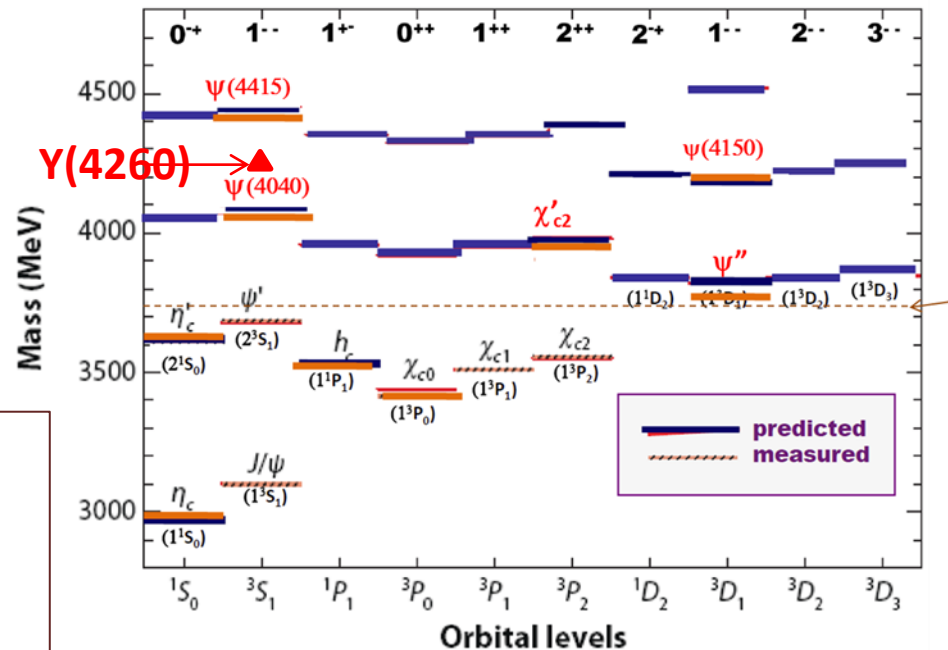 0⁻⁺ 1⁻⁻ 1⁺⁻ 0⁺⁺ 1⁺⁺ 2⁺⁺ 2⁻⁺ 1⁻⁻ 2⁻⁻ 3⁻⁻
4500
ψ(4415)
Y(4260)
ψ(4150)
ψ(4040)
4000
χ'c2
ψ"
(1¹D₂) (1³D₁) (1³D₂) (1³D₃)
η'c ψ'
(2¹S₀) (2³S₁)
3500
hc χc0 χc1 χc2
(1¹P₁) (1³P₀) (1³P₁) (1³P₂)
predicted
measured
J/ψ
(1³S₁)
3000
ηc
(1¹S₀)
¹S₀ ³S₁ ¹P₁ ³P₀ ³P₁ ³P₂ ¹D₂ ³D₁ ³D₂ ³D₃
Orbital levels
Mass (MeV)